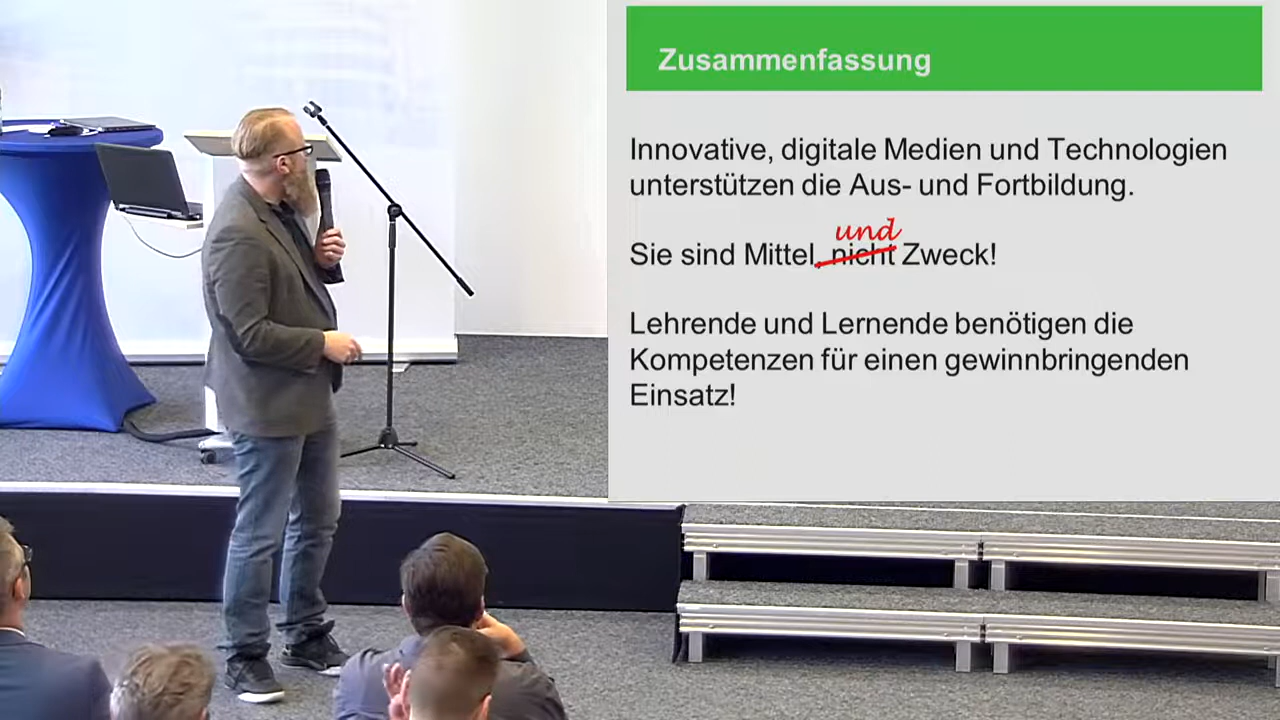 Zusammenfassung
Innovative, digitale Medien und Technologien
unterstützen die Aus- und Fortbildung.
und
Sie sind Mittel, nicht Zweck!
Lehrende und Lernende benötigen die
Kompetenzen für einen gewinnbringenden
Einsatz!